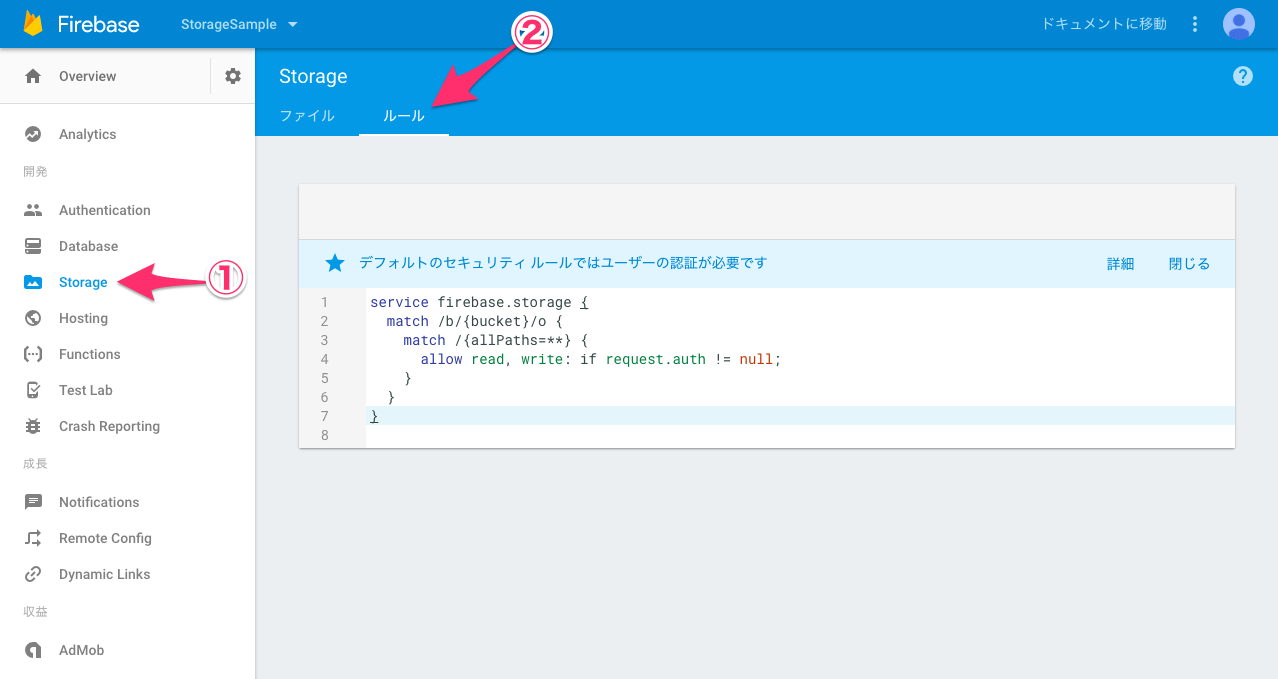 Firebase
StorageSample
ドキュメントに移動
②
Overview
Storage
ファイル
ルール
Analytics
開発
Authentication
Database
Storage
①
Hosting
Functions
Test Lab
Crash Reporting
成長
Notifications
Remote Config
Dynamic Links
収益
AdMob
デフォルトのセキュリティ ルールではユーザーの認証が必要です
詳細
閉じる
1 service firebase.storage {
2 match /b/{bucket}/o {
3 match /{allPaths=**} {
4 allow read, write: if request.auth != null;
5 }
6 }
7 }
8